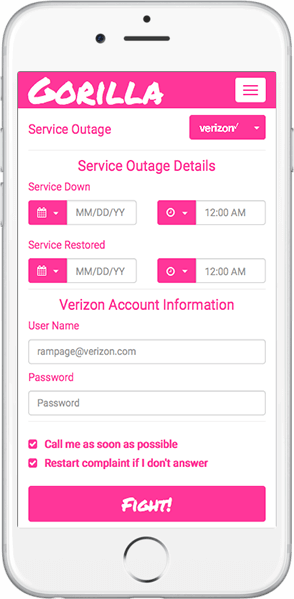 Gorilla
Service Outage
verizon
Service Outage Details
Service Down
MM/DD/YY
12:00 AM
Service Restored
MM/DD/YY
12:00 AM
Verizon Account Information
User Name
rampage@verizon.com
Password
Password
Call me as soon as possible
Restart complaint if I don't answer
Fight!